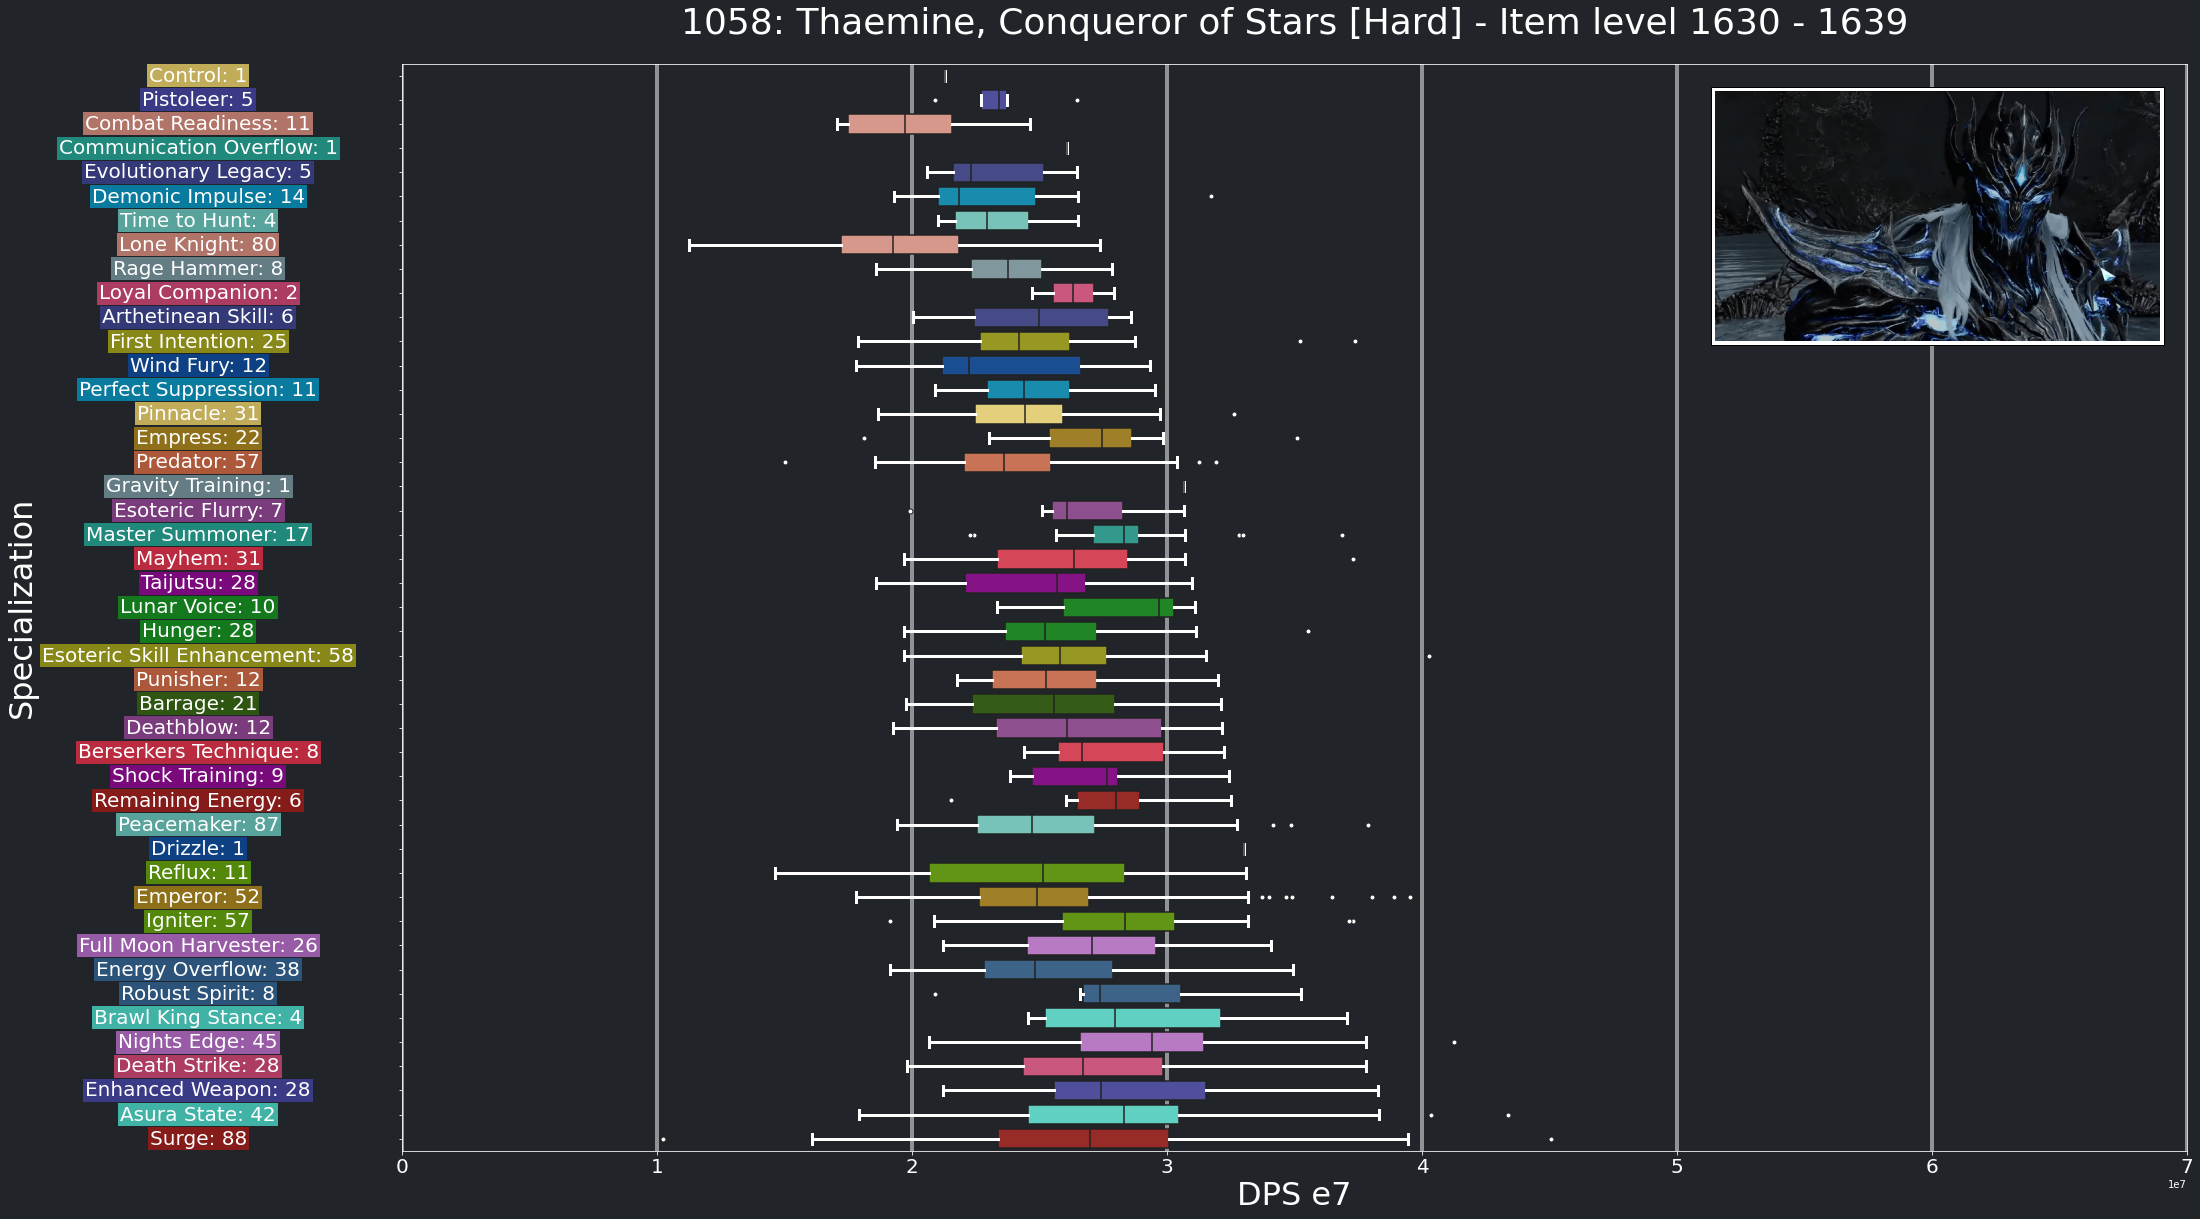 1058: Thaemine, Conqueror of Stars [Hard] - Item level 1630 - 1639
Specialization
Control: 1
Pistoleer: 5
Combat Readiness: 11
Communication Overflow: 1
Evolutionary Legacy: 5
Demonic Impulse: 14
Time to Hunt: 4
Lone Knight: 80
Rage Hammer: 8
Loyal Companion: 2
Arthetinean Skill: 6
First Intention: 25
Wind Fury: 12
Perfect Suppression: 11
Pinnacle: 31
Empress: 22
Predator: 57
Gravity Training: 1
Esoteric Flurry: 7
Master Summoner: 17
Mayhem: 31
Taijutsu: 28
Lunar Voice: 10
Hunger: 28
Esoteric Skill Enhancement: 58
Punisher: 12
Barrage: 21
Deathblow: 12
Berserkers Technique: 8
Shock Training: 9
Remaining Energy: 6
Peacemaker: 87
Drizzle: 1
Reflux: 11
Emperor: 52
Igniter: 57
Full Moon Harvester: 26
Energy Overflow: 38
Robust Spirit: 8
Brawl King Stance: 4
Nights Edge: 45
Death Strike: 28
Enhanced Weapon: 28
Asura State: 42
Surge: 88
0 1 2 3 4 5 6 7
1e7
DPS e7